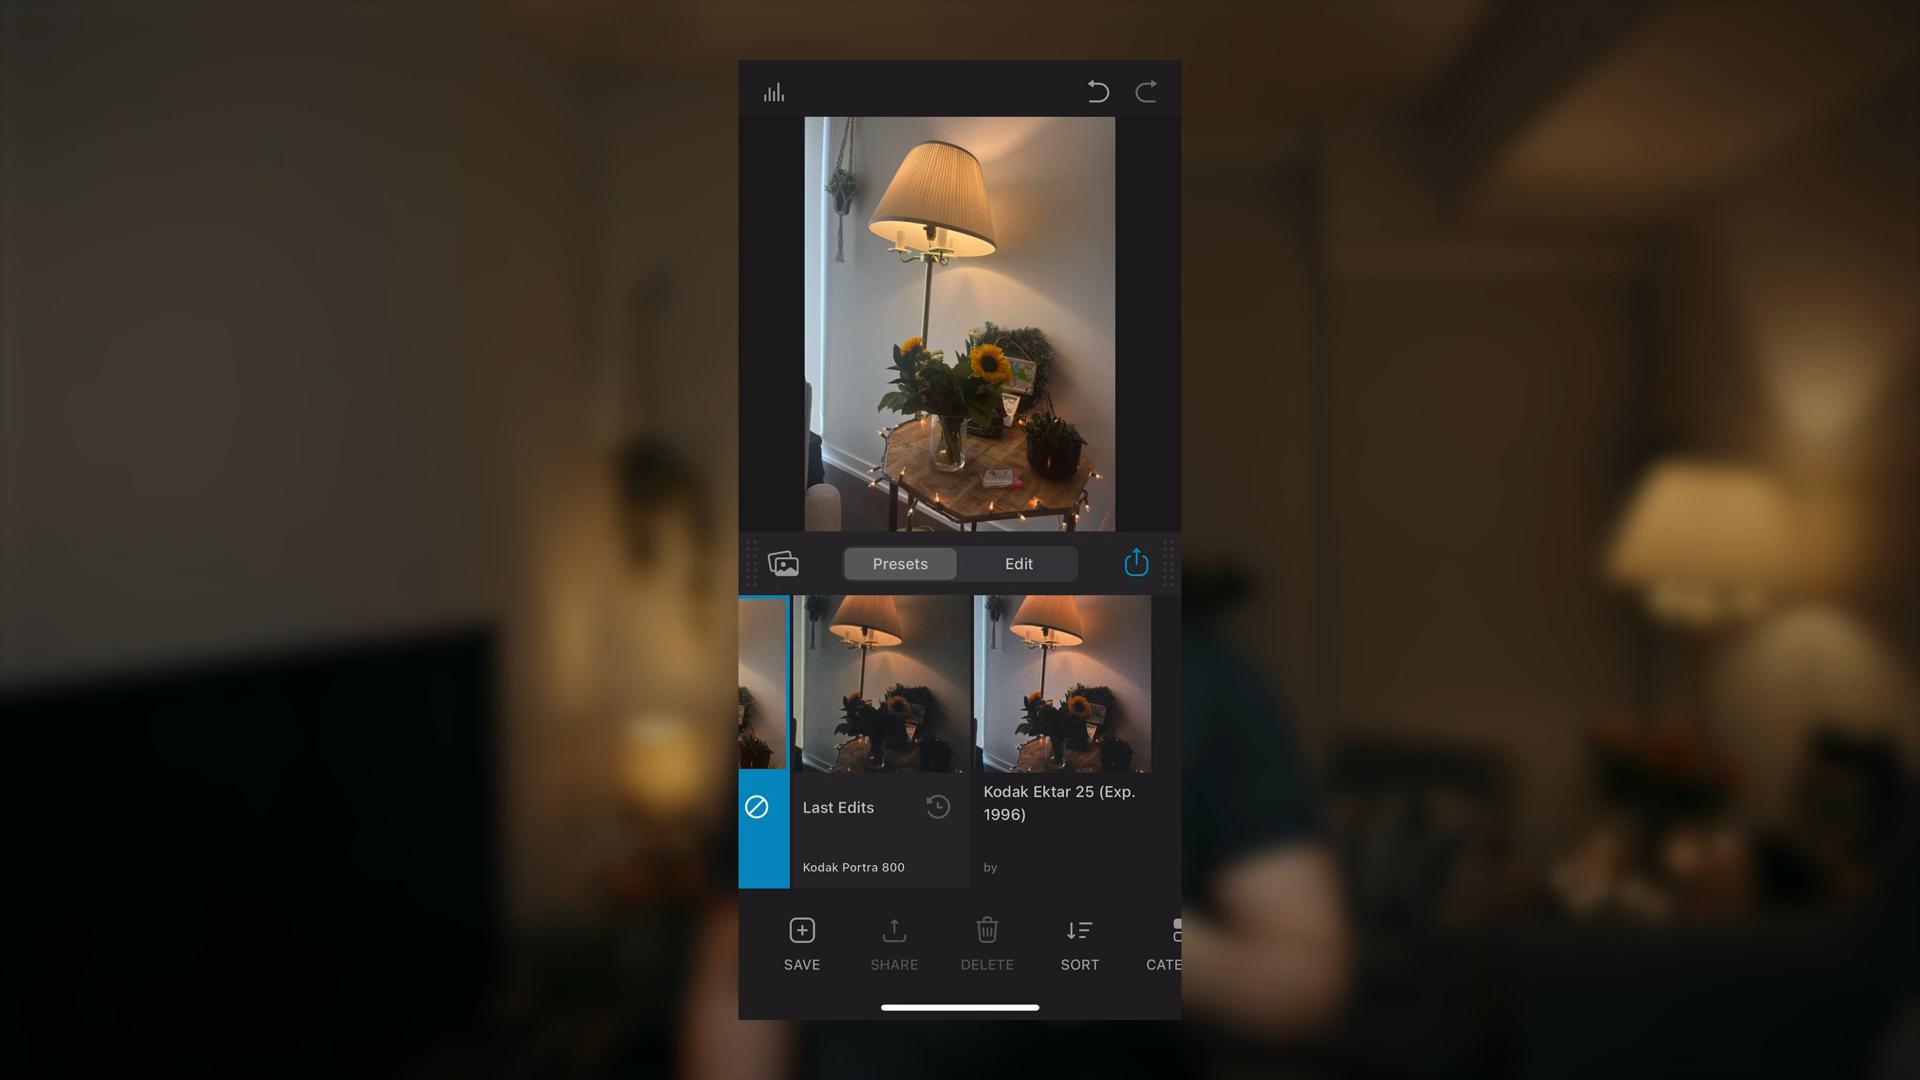 Presets
Edit
Last Edits
Kodak Portra 800
Kodak Ektar 25 (Exp.
1996)
by
SAVE
SHARE
DELETE
SORT
CATE